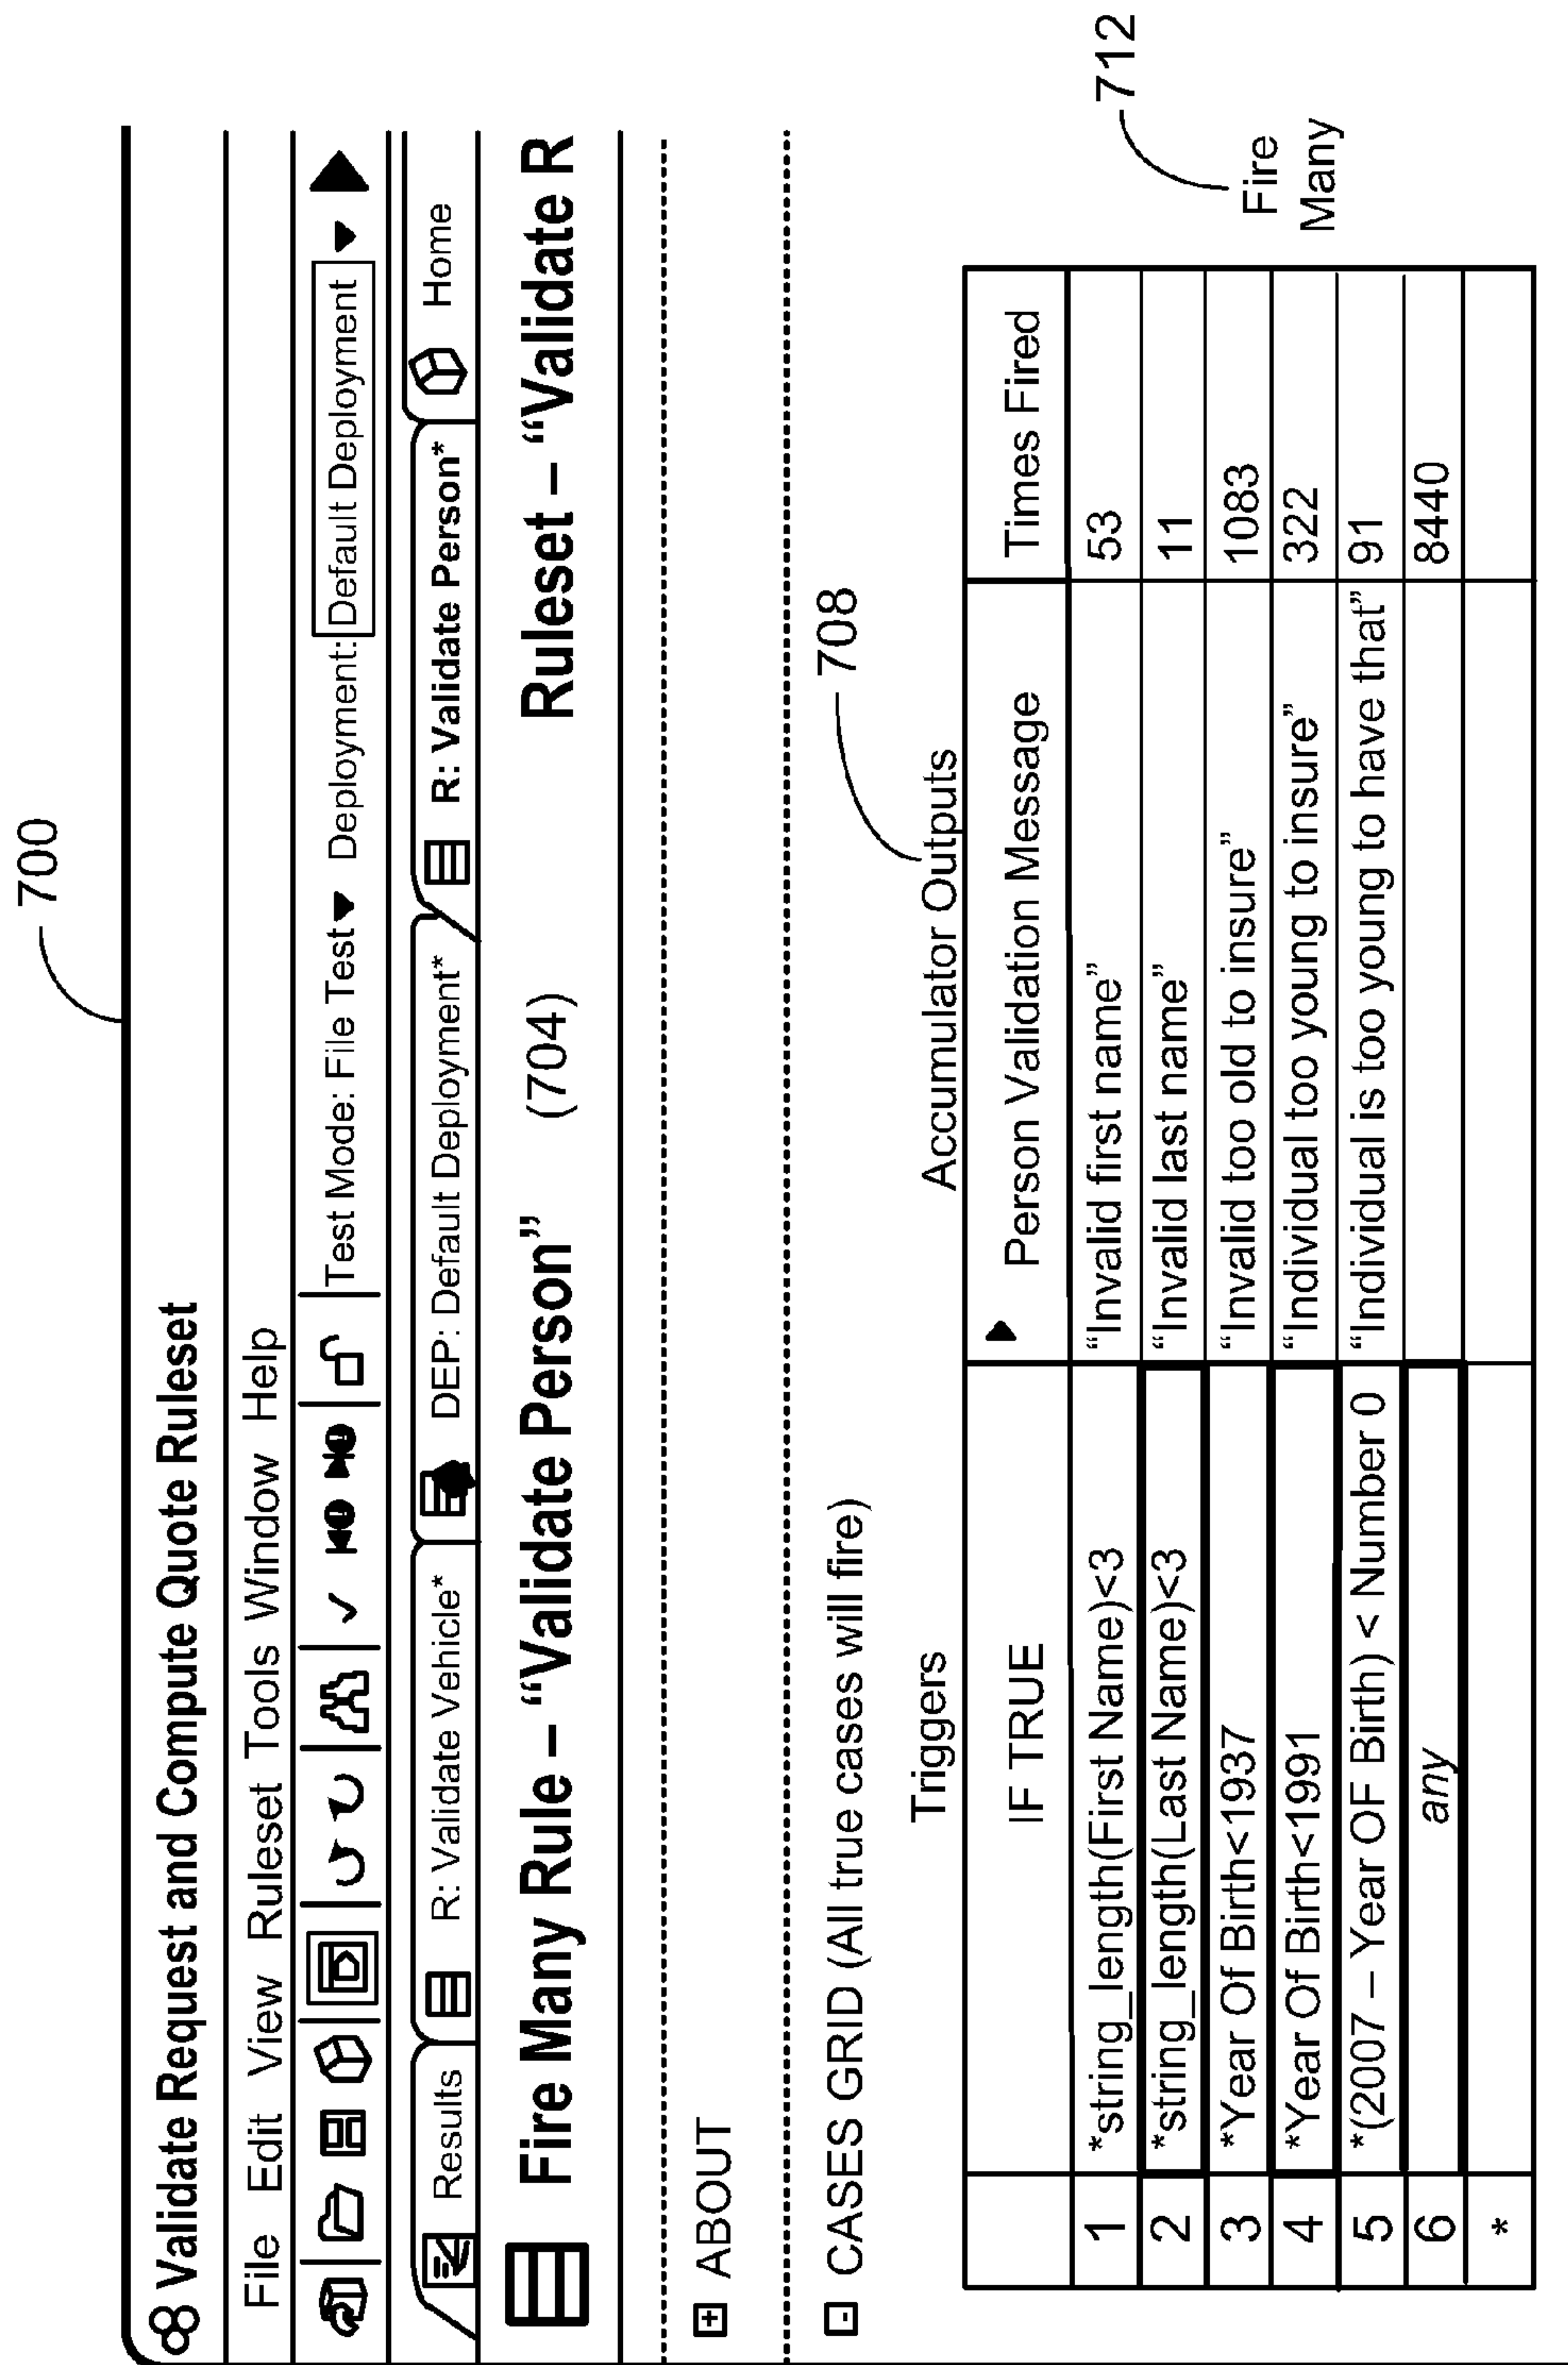 700
Validate Request and Compute Quote Ruleset
File Edit View Ruleset Tools Window Help
Test Mode: File Test Deployment: Default Deployment
Results R: Validate Vehicle* DEP: Default Deployment* R: Validate Person* Home
Fire Many Rule – “Validate Person” (704) Ruleset – “Validate R
+ ABOUT
- CASES GRID (All true cases will fire)
708
Triggers Accumulator Outputs
IF TRUE Person Validation Message Times Fired
1 *string_length(First Name)<3 “Invalid first name” 53
2 *string_length(Last Name)<3 “Invalid last name” 11
3 *Year Of Birth<1937 “Invalid too old to insure” 1083
4 *Year Of Birth<1991 “Individual too young to insure” 322
5 *(2007 – Year OF Birth) < Number 0 “Individual is too young to have that” 91
6 any 8440
*
712
Fire
Many